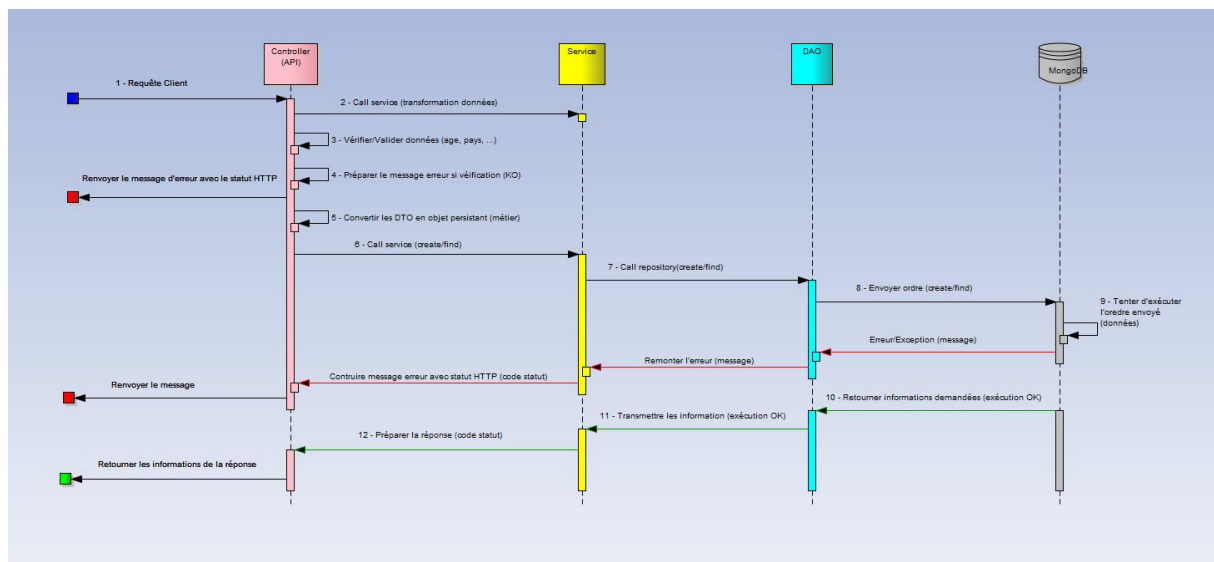 Controller
(API)
Service
DAO
MongoDB
1 - Requête Client
2 - Call service (transformation données)
3 - Vérifier/Valider données (age, pays, ...)
4 - Préparer le message erreur si véification (KO)
Renvoyer le message d'erreur avec le statut HTTP
5 - Convertir les DTO en objet persistant (métier)
6 - Call service (create/find)
7 - Call repository(create/find)
8 - Envoyer ordre (create/find)
9 - Tenter d'exécuter
l'oredre envoyé
(données)
Erreur/Exception (message)
Remonter l'erreur (message)
Contruire message erreur avec statut HTTP (code statut)
Renvoyer le message
10 - Retourner informations demandées (exécution OK)
11 - Transmettre les information (exécution OK)
12 - Préparer la réponse (code statut)
Retourner les informations de la réponse